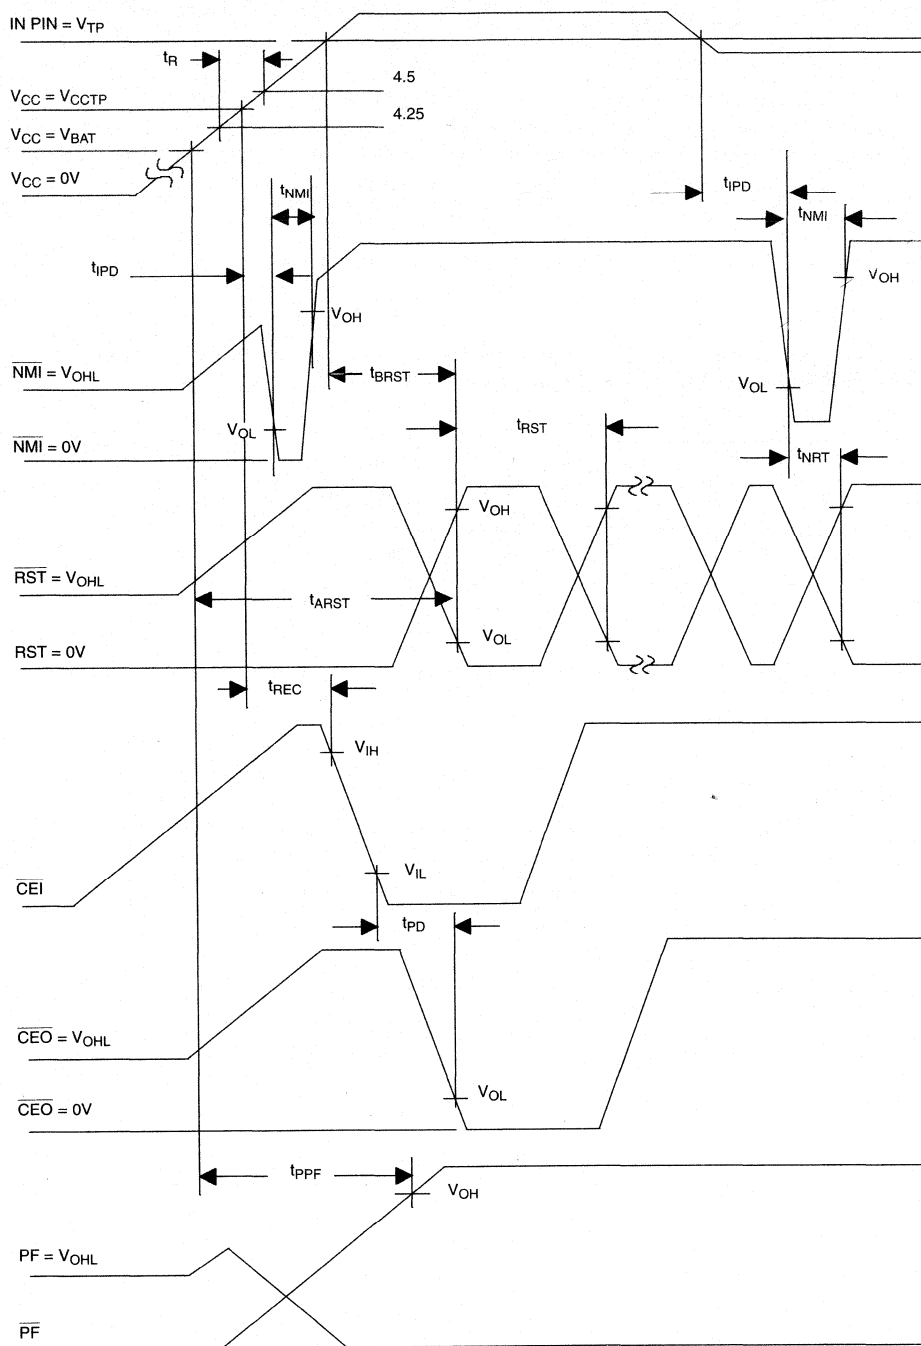 IN PIN = VTP
tR
4.5
VCC = VCCTP
4.25
VCC = VBAT
VCC = 0V
tNMI
tIPD
tNMI
tIPD
VOH
VOH
NMI = VOHL
tBRST
VOL
VOL
tRST
NMI = 0V
tNRT
VOH
RST = VOHL
tARST
VOL
RST = 0V
tREC
VIH
VIL
CEI
tPD
CEO = VOHL
VOL
CEO = 0V
tPPF
VOH
PF = VOHL
PF